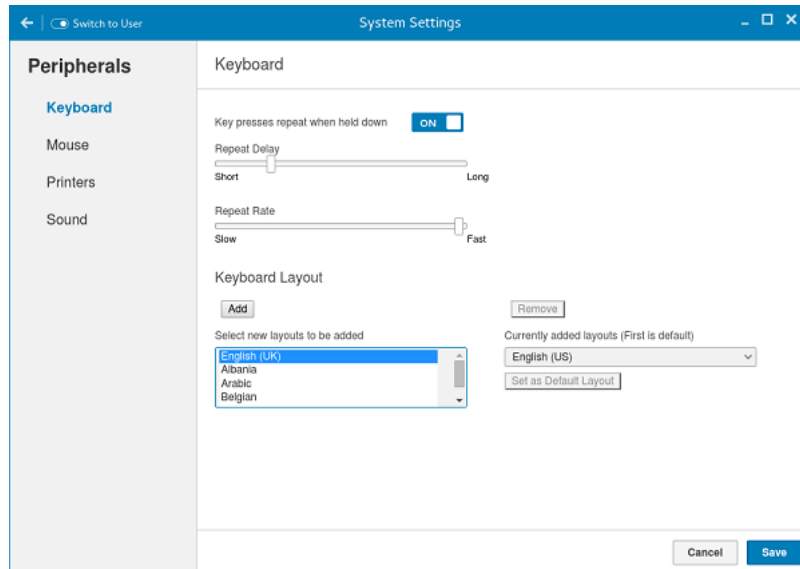 Switch to User
System Settings
Peripherals
Keyboard
Mouse
Printers
Sound
Keyboard
Key presses repeat when held down
ON
Repeat Delay
Short
Long
Repeat Rate
Slow
Fast
Keyboard Layout
Add
Remove
Select new layouts to be added
English (UK)
Albania
Arabic
Belgian
Currently added layouts (First is default)
English (US)
Set as Default Layout
Cancel
Save